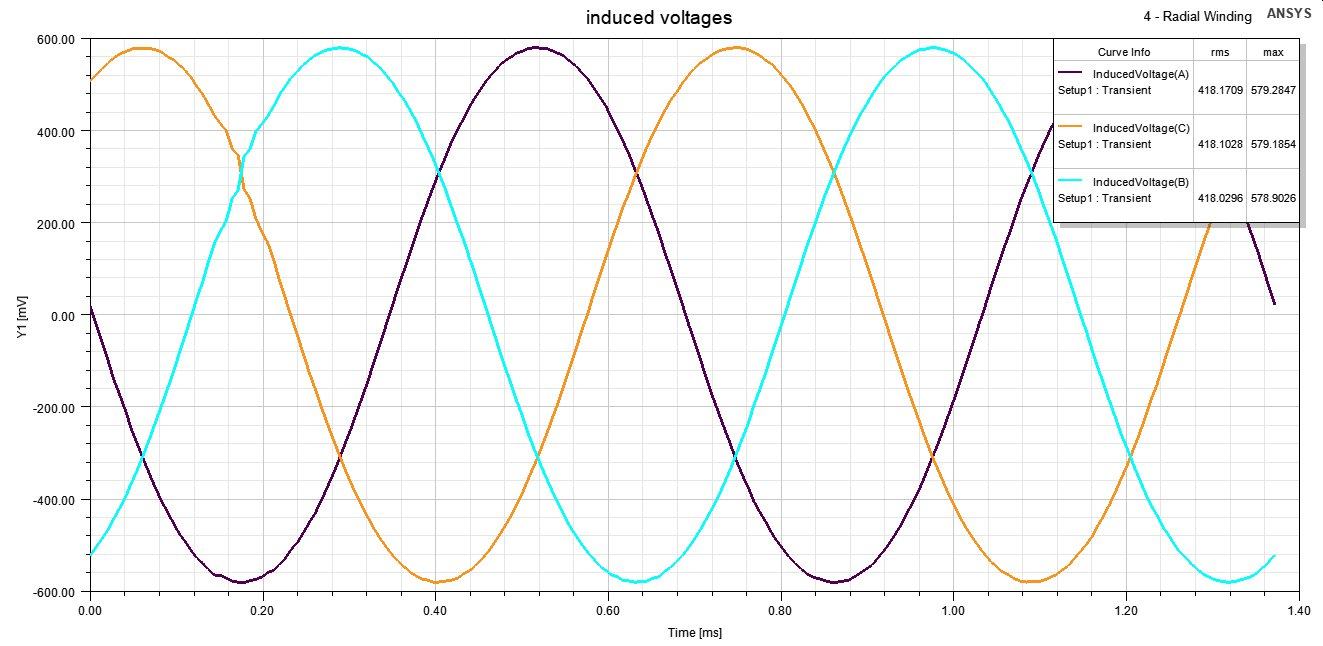 induced voltages
4 - Radial Winding ANSYS
600.00
400.00
200.00
0.00
-200.00
-400.00
-600.00
Y1 [mV]
Curve Info rms max
InducedVoltage(A)
Setup1 : Transient 418.1709 579.2847
InducedVoltage(C)
Setup1 : Transient 418.1028 579.1854
InducedVoltage(B)
Setup1 : Transient 418.0296 578.9026
0.00 0.20 0.40 0.60 0.80 1.00 1.20 1.40
Time [ms]